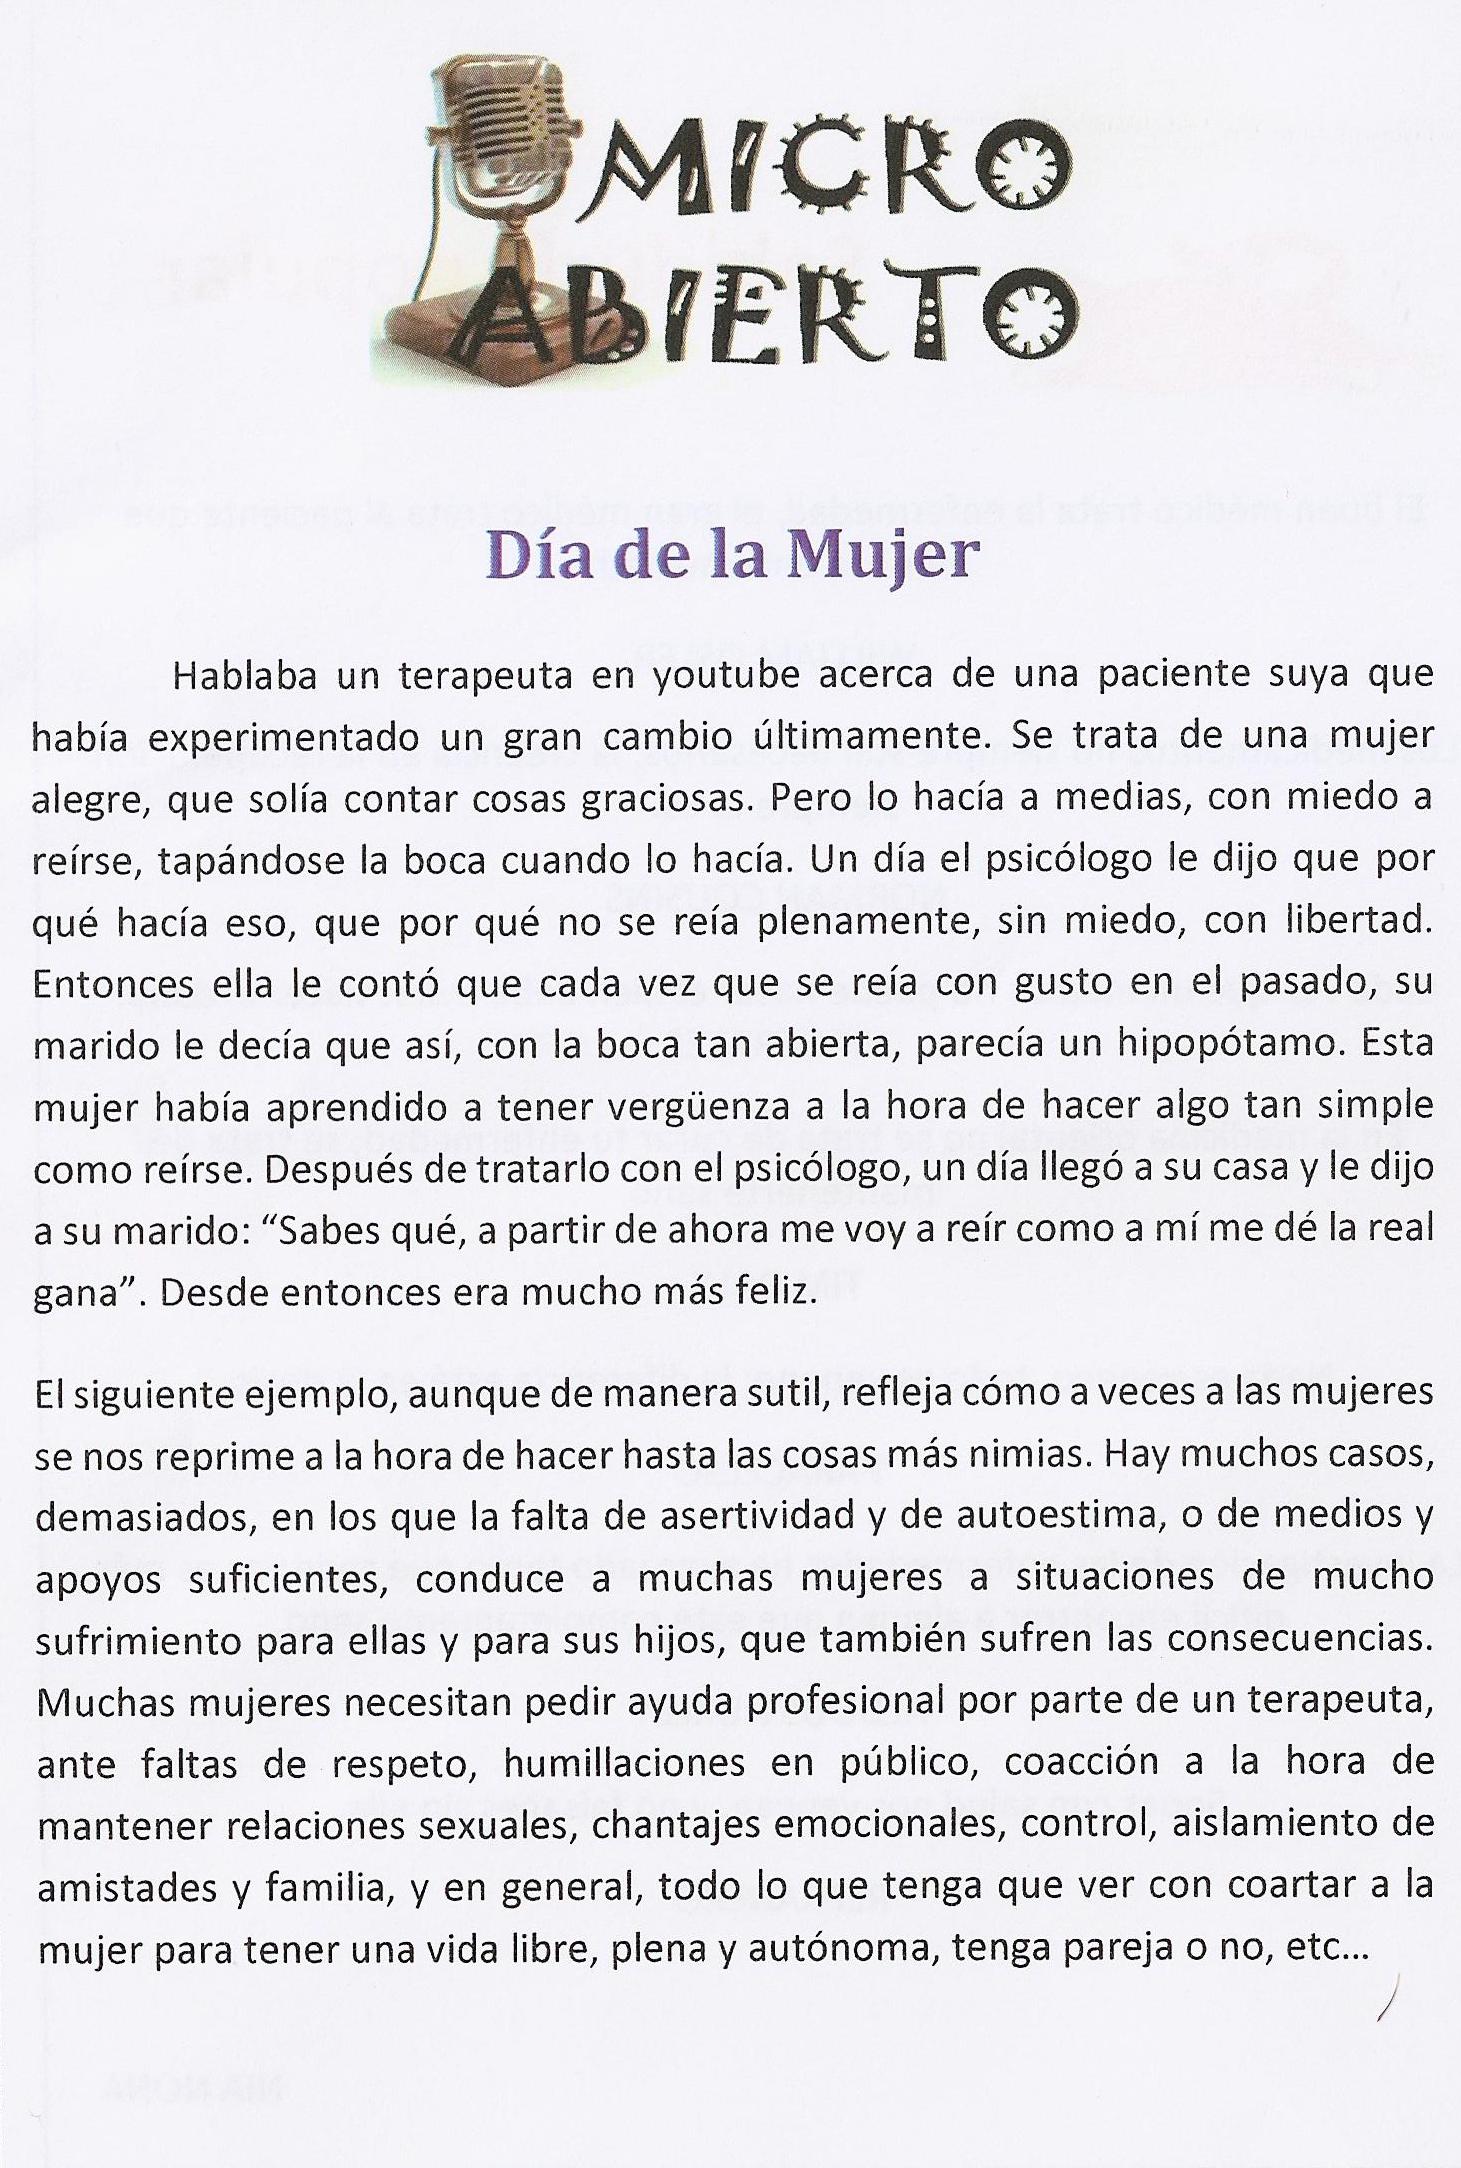 MICRO
ABIERTO
Día de la Mujer
Hablaba un terapeuta en youtube acerca de una paciente suya que
había experimentado un gran cambio últimamente. Se trata de una mujer
alegre, que solía contar cosas graciosas. Pero lo hacía a medias, con miedo a
reírse, tapándose la boca cuando lo hacía. Un día el psicólogo le dijo que por
qué hacía eso, que por qué no se reía plenamente, sin miedo, con libertad.
Entonces ella le contó que cada vez que se reía con gusto en el pasado, su
marido le decía que así, con la boca tan abierta, parecía un hipopótamo. Esta
mujer había aprendido a tener vergüenza a la hora de hacer algo tan simple
como reírse. Después de tratarlo con el psicólogo, un día llegó a su casa y le dijo
a su marido: “Sabes qué, a partir de ahora me voy a reír como a mí me dé la real
gana”. Desde entonces era mucho más feliz.
El siguiente ejemplo, aunque de manera sutil, refleja cómo a veces a las mujeres
se nos reprime a la hora de hacer hasta las cosas más nimias. Hay muchos casos,
demasiados, en los que la falta de asertividad y de autoestima, o de medios y
apoyos suficientes, conduce a muchas mujeres a situaciones de mucho
sufrimiento para ellas y para sus hijos, que también sufren las consecuencias.
Muchas mujeres necesitan pedir ayuda profesional por parte de un terapeuta,
ante faltas de respeto, humillaciones en público, coacción a la hora de
mantener relaciones sexuales, chantajes emocionales, control, aislamiento de
amistades y familia, y en general, todo lo que tenga que ver con coartar a la
mujer para tener una vida libre, plena y autónoma, tenga pareja o no, etc...